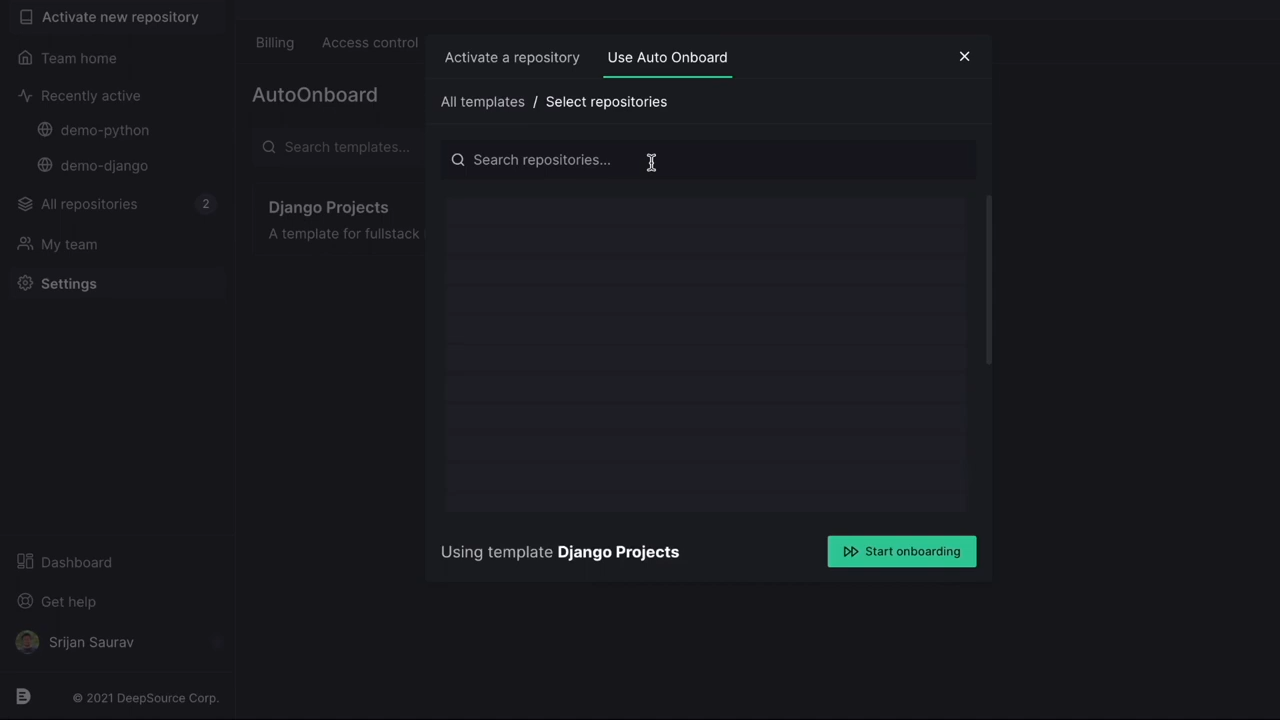 Activate new repository
Team home
Recently active
demo-python
demo-django
All repositories 2
My team
Settings
Dashboard
Get help
Srijan Saurav
© 2021 DeepSource Corp.
Billing Access control
AutoOnboard
Search templates...
Django Projects
A template for fullstack
Activate a repository Use Auto Onboard
All templates / Select repositories
Search repositories...
Using template Django Projects
Start onboarding